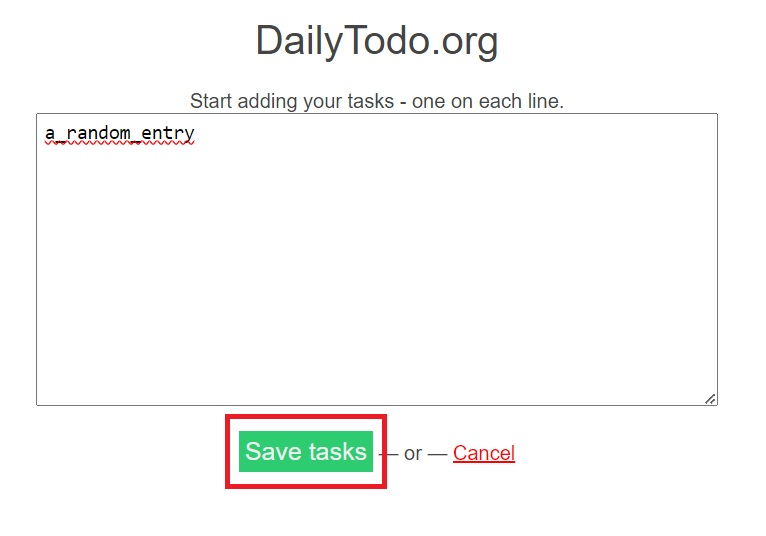 DailyTodo.org
Start adding your tasks - one on each line.
a_random_entry
Save tasks — or — Cancel